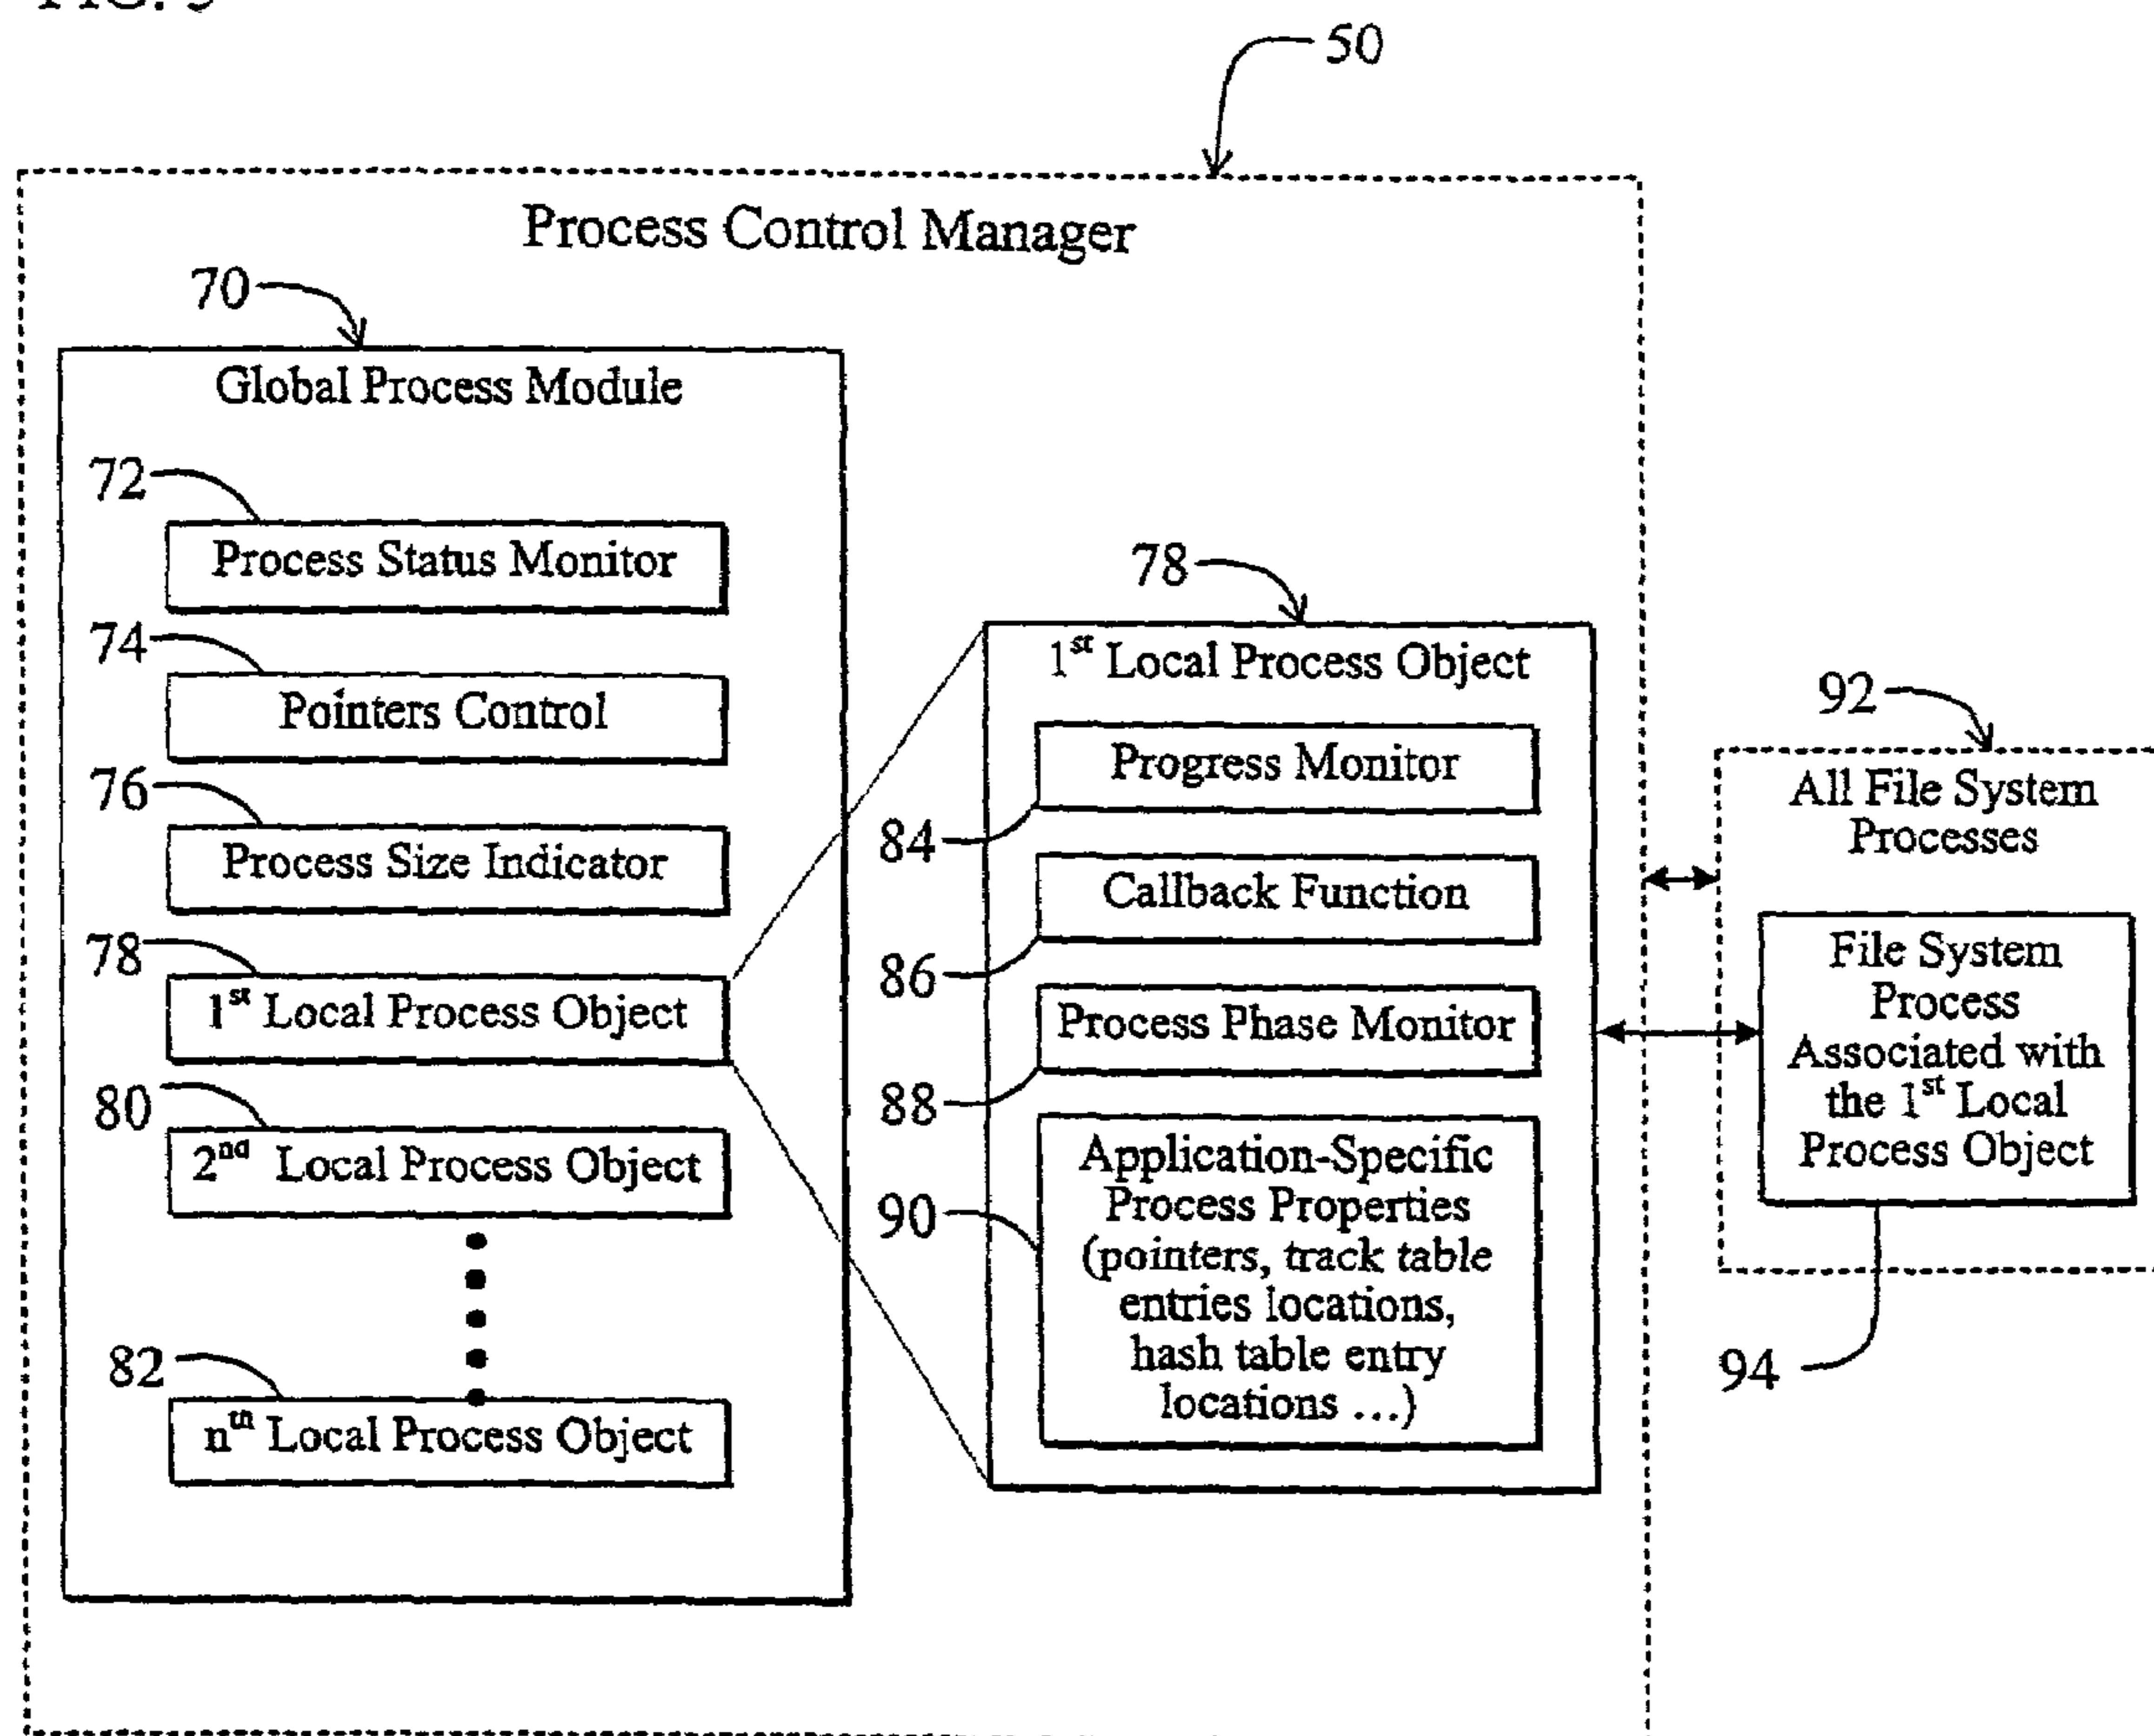 50
Process Control Manager
70
Global Process Module
72
Process Status Monitor
74
Pointers Control
76
Process Size Indicator
78
1st Local Process Object
80
2nd Local Process Object
82
nth Local Process Object
78
1st Local Process Object
Progress Monitor
84
Callback Function
86
Process Phase Monitor
88
Application-Specific
Process Properties
90
(pointers, track table
entries locations,
hash table entry
locations ...)
92
All File System
Processes
File System
Process
Associated with
the 1st Local
Process Object
94